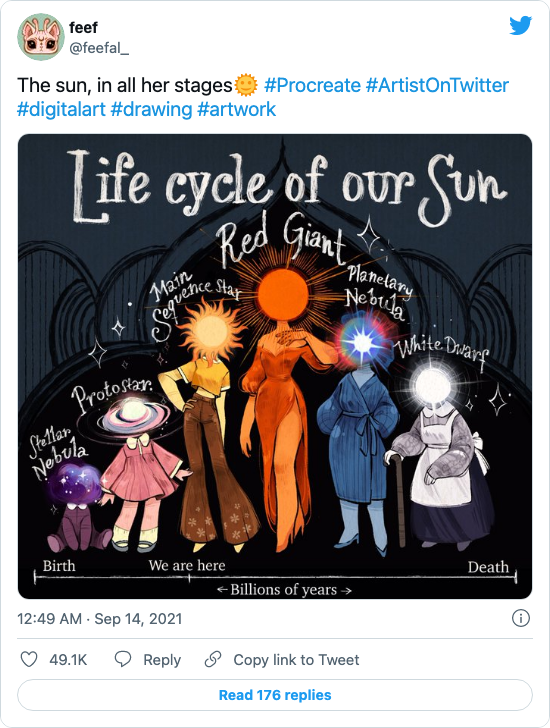 feef
@feefal_
The sun, in all her stages🌞 #Procreate #ArtistOnTwitter
#digitalart #drawing #artwork
Life cycle of our Sun
Red Giant
Main
Sequence Star
Planetary
Nebula
White Dwarf
Protostar
Stellar
Nebula
Birth
We are here
Death
← Billions of years →
12:49 AM · Sep 14, 2021
49.1K
Reply
Copy link to Tweet
Read 176 replies